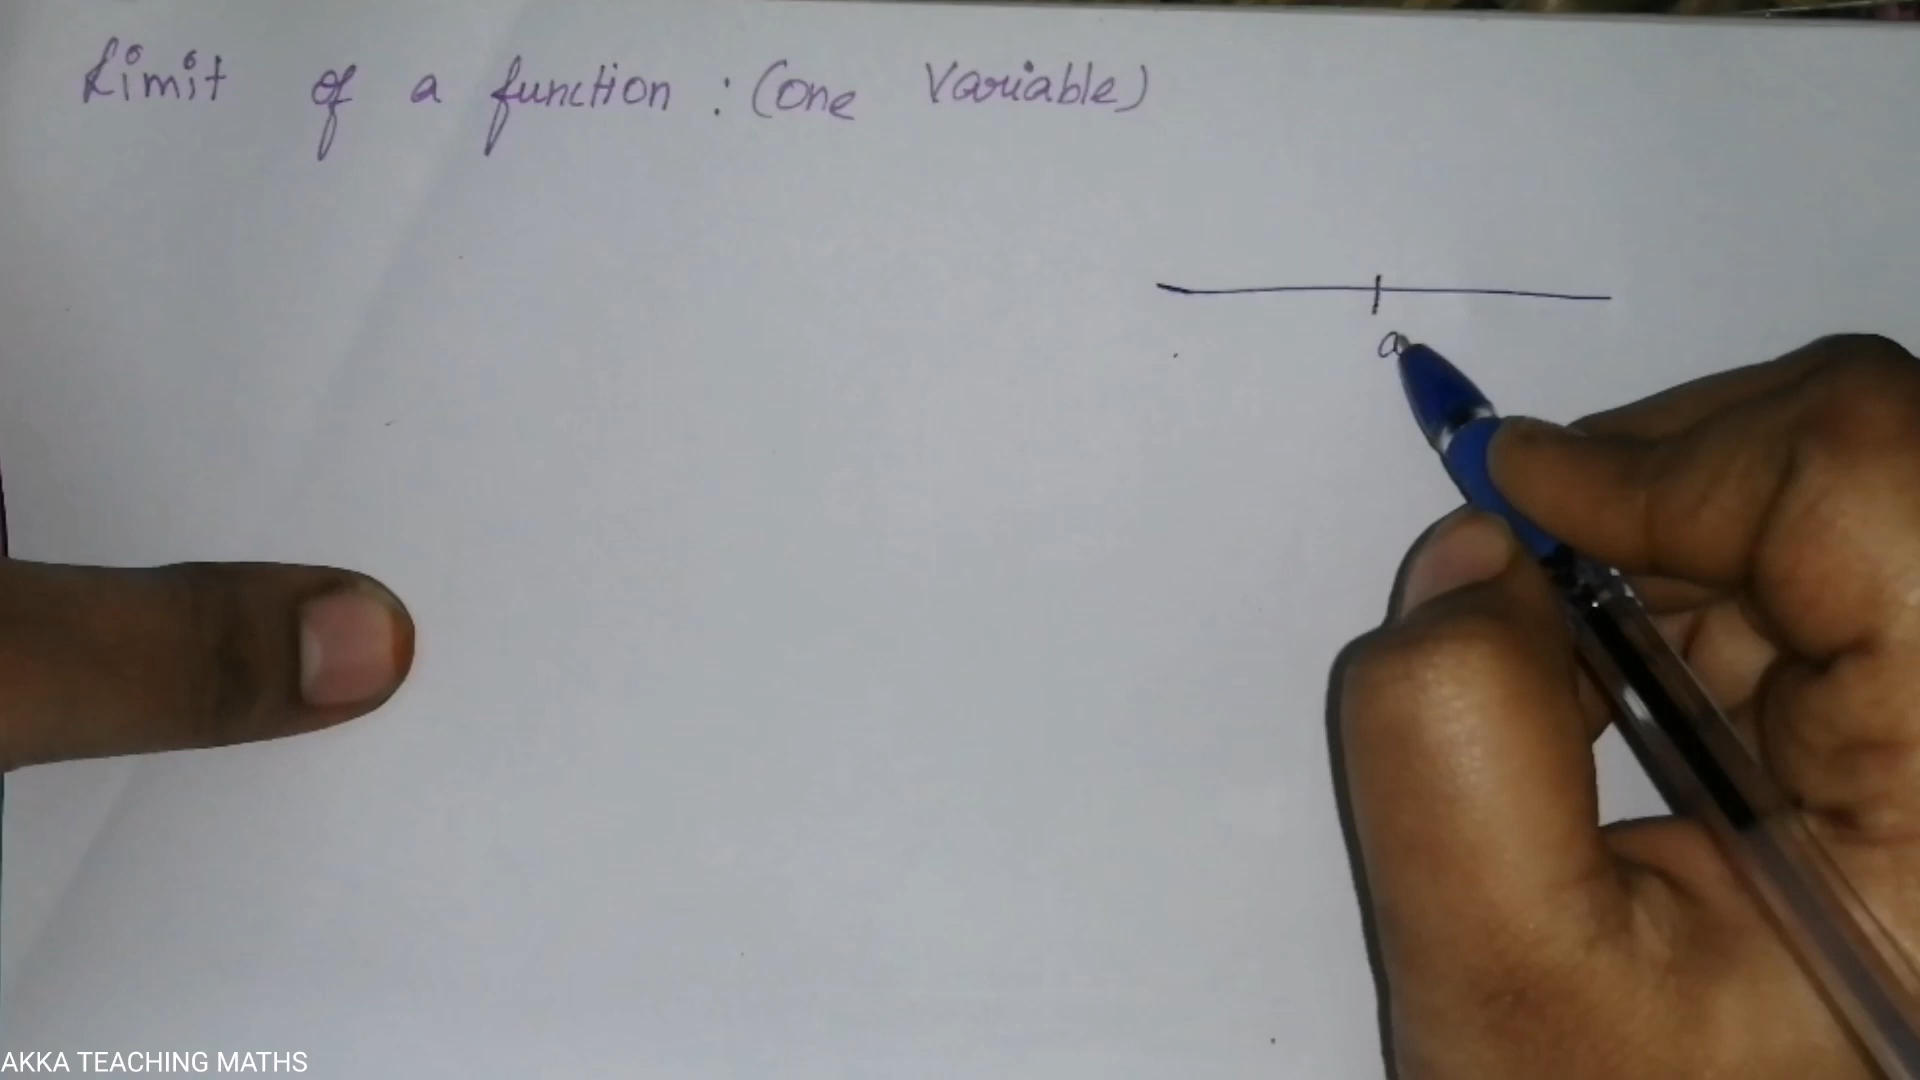 Limit of a function : (one Variable)
a
AKKA TEACHING MATHS